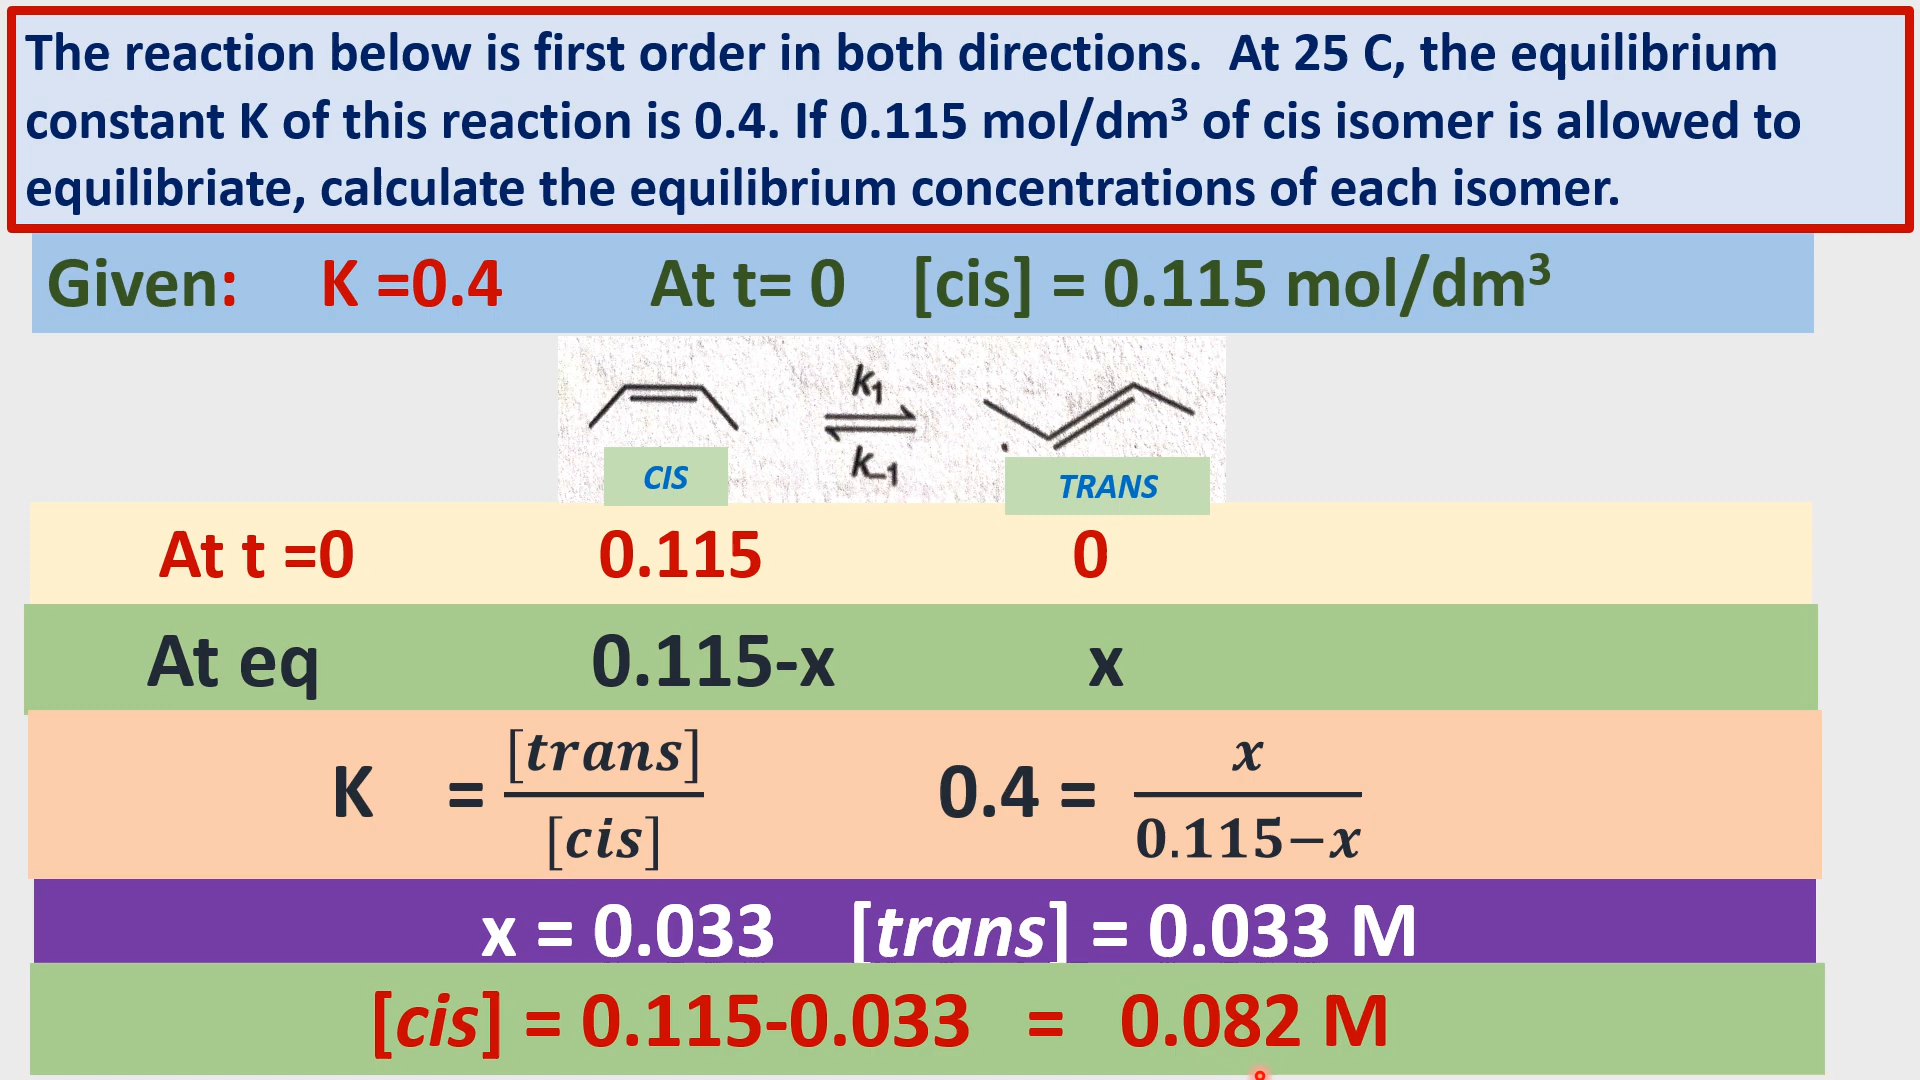 The reaction below is first order in both directions. At 25 C, the equilibrium
constant K of this reaction is 0.4. If 0.115 mol/dm³ of cis isomer is allowed to
equilibriate, calculate the equilibrium concentrations of each isomer.
Given: K =0.4 At t= 0 [cis] = 0.115 mol/dm³
k₁
k₋₁
CIS TRANS
At t =0 0.115 0
At eq 0.115-x x
K = [trans]/[cis] 0.4 = x/0.115−x
x = 0.033 [trans] = 0.033 M
[cis] = 0.115-0.033 = 0.082 M